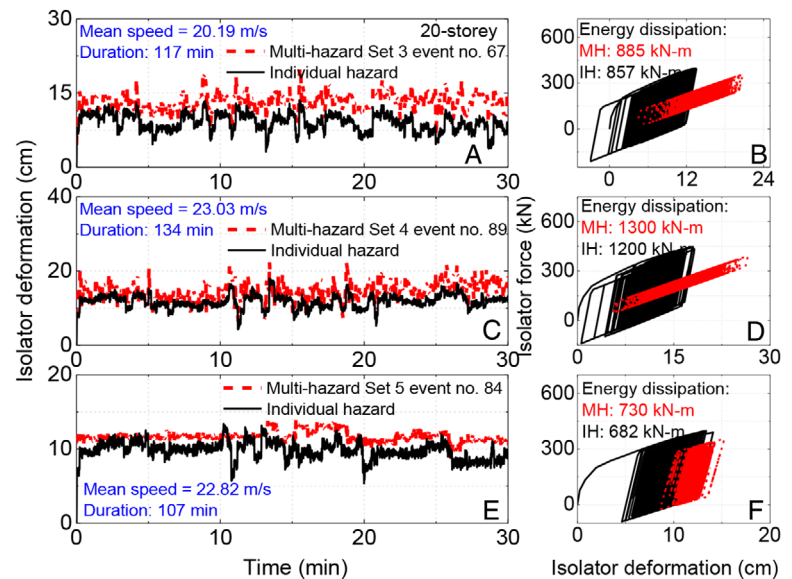 Isolator deformation (cm)
15
10
5
0
Mean speed = 20.19 m/s
Duration: 117 min
20-storey
Multi-hazard Set 3 event no. 67
Individual hazard
A
0
10
20
30
600
300
0
Energy dissipation:
MH: 885 kN-m
IH: 857 kN-m
B
0
12
24
40
30
20
10
0
Mean speed = 23.03 m/s
Duration: 134 min
Multi-hazard Set 4 event no. 89
Individual hazard
C
0
10
20
30
Isolator force (kN)
600
300
0
Energy dissipation:
MH: 1300 kN-m
IH: 1200 kN-m
D
0
15
30
20
10
0
Multi-hazard Set 5 event no. 84
Individual hazard
Mean speed = 22.82 m/s
Duration: 107 min
E
0
10
20
30
Time (min)
600
300
0
Energy dissipation:
MH: 730 kN-m
IH: 682 kN-m
F
0
10
20
Isolator deformation (cm)